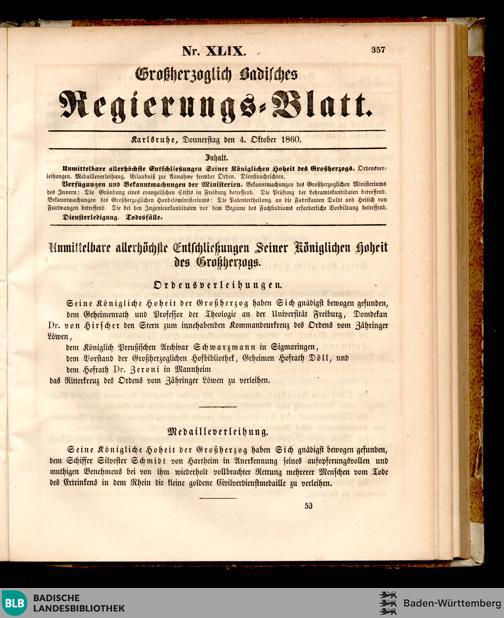 Nr. XLIX.
357
Großherzoglich Badisches
Regierungs-Blatt.
Karlsruhe, Donnerstag den 4. Oktober 1860.
Inhalt.
Unmittelbare allerhöchste Entschließungen Seiner Königlichen Hoheit des Großherzogs. Ordensver-
leihungen. Medailleverleihung. Erlaubniß zur Annahme fremder Orden. Dienstnachrichten.
Verfügungen und Bekanntmachungen der Ministerien. Bekanntmachungen des Großherzoglichen Ministeriums
des Innern: Die Gründung eines evangelischen Stifts in Freiburg betreffend. Die Prüfung der Lehramtskandidaten betreffend.
Bekanntmachungen des Großherzoglichen Handelsministeriums: Die Patentertheilung an die Fabrikanten Daller und Heilich von
Furtwangen betreffend. Die bei den Ingenieurkandidaten vor dem Beginne des Fachstudiums erforderliche Vorbildung betreffend.
Diensterledigung. Todesfälle.
Unmittelbare allerhöchste Entschließungen Seiner Königlichen Hoheit
des Großherzogs.
Ordensverleihungen.
Seine Königliche Hoheit der Großherzog haben Sich gnädigst bewogen gefunden,
dem Geheimenrath und Professor der Theologie an der Universität Freiburg, Domdekan
Dr. von Hirscher den Stern zum innehabenden Kommandeurkreuz des Ordens vom Zähringer
Löwen,
dem Königlich Preußischen Archivar Schwarzmann in Sigmaringen,
dem Vorstand der Großherzoglichen Hofbibliothek, Geheimen Hofrath Döll, und
dem Hofrath Dr. Zeroni in Mannheim
das Ritterkreuz des Ordens vom Zähringer Löwen zu verleihen.
Medailleverleihung.
Seine Königliche Hoheit der Großherzog haben Sich gnädigst bewogen gefunden,
dem Schiffer Silvester Schmidt von Hartheim in Anerkennung seines aufopferungsvollen und
muthigen Benehmens bei von ihm wiederholt vollbrachter Rettung mehrerer Menschen vom Tode
des Ertrinkens in dem Rhein die kleine goldene Civilverdienstmedaille zu verleihen.
53
BLB BADISCHE
LANDESBIBLIOTHEK
Baden-Württemberg